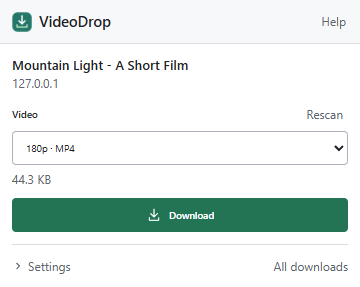 VideoDrop
Help
Mountain Light - A Short Film
127.0.0.1
Video
Rescan
180p · MP4
44.3 KB
Download
Settings
All downloads